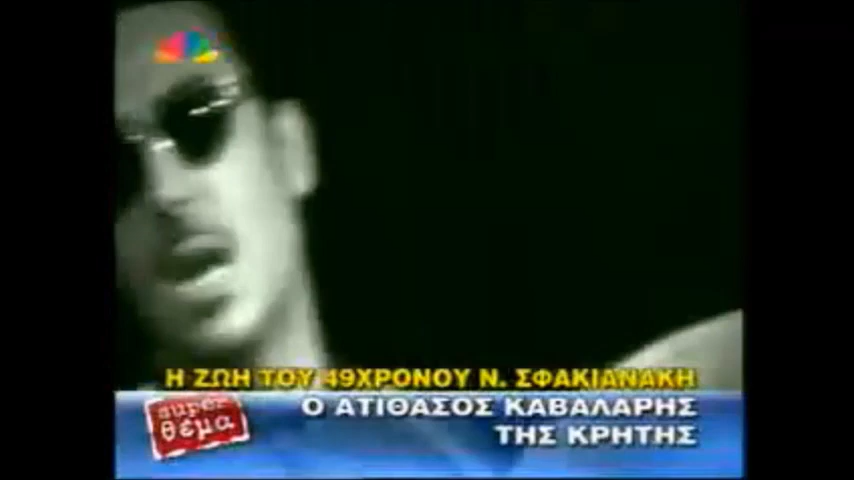 Η ΖΩΗ ΤΟΥ 49ΧΡΟΝΟΥ Ν. ΣΦΑΚΙΑΝΑΚΗ
super
θέμα
Ο ΑΤΙΘΑΣΟΣ ΚΑΒΑΛΑΡΗΣ
ΤΗΣ ΚΡΗΤΗΣ